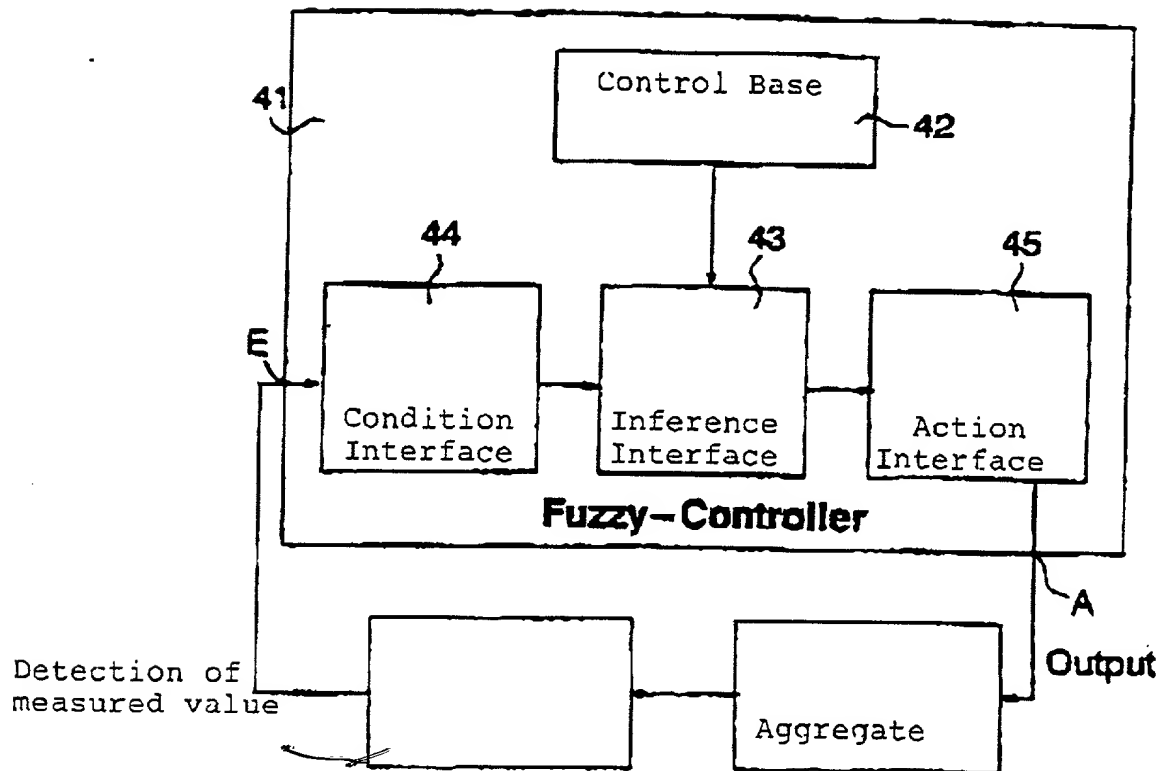 Control Base
41
42
44
43
45
E
Condition
Interface
Inference
Interface
Action
Interface
Fuzzy-Controller
A
Output
Detection of
measured value
Aggregate